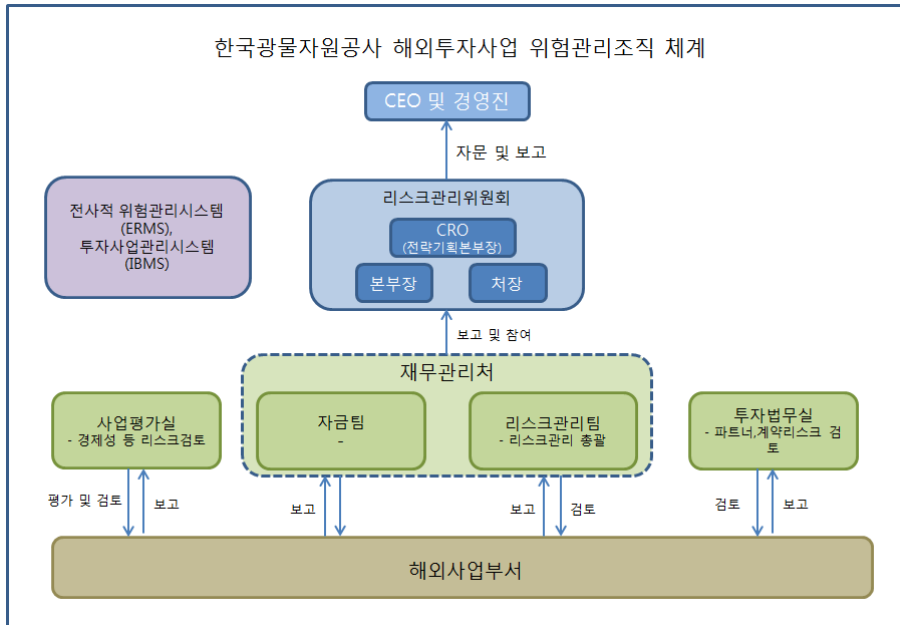 한국광물자원공사 해외투자사업 위험관리조직 체계
CEO 및 경영진
자문 및 보고
전사적 위험관리시스템
(ERMS),
투자사업관리시스템
(IBMS)
리스크관리위원회
CRO
(전략기획본부장)
본부장
처장
보고 및 참여
재무관리처
사업평가실
- 경제성 등 리스크검토
자금팀
-
리스크관리팀
- 리스크관리 총괄
투자법무실
- 파트너,계약리스크 검
토
평가 및 검토
보고
보고
보고
검토
검토
보고
해외사업부서